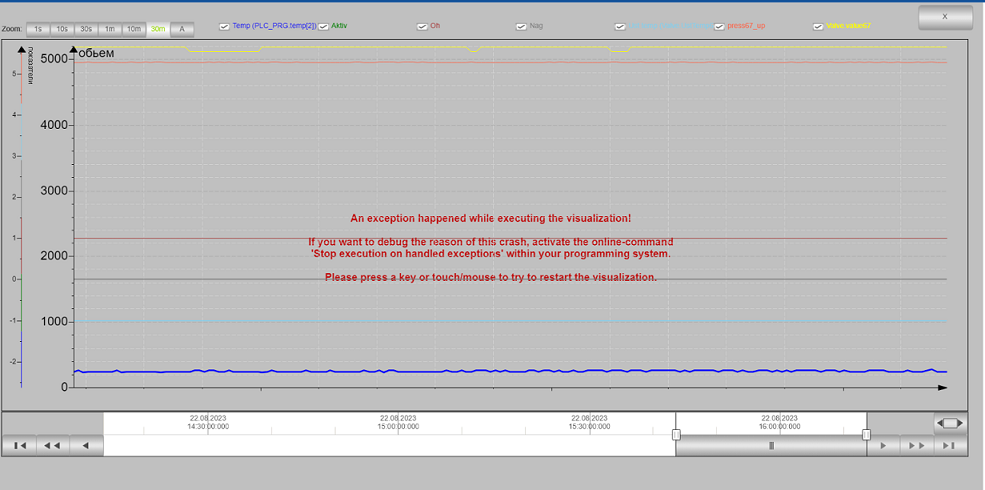 X
Zoom: 1s 10s 30s 1m 10m 30m A
Temp (PLC_PRG.temp[2]) Aktiv Oh Nag press67_sp Valve.value67
обьем
5000
4000
3000
2000
1000
0
5
4
3
2
1
0
-1
-2
An exception happened while executing the visualization!
If you want to debug the reason of this crash, activate the online-command
'Stop execution on handled exceptions' within your programming system.
Please press a key or touch/mouse to try to restart the visualization.
22.08.2023 22.08.2023 22.08.2023 22.08.2023
14:30:00:000 15:00:00:000 15:30:00:000 16:00:00:000